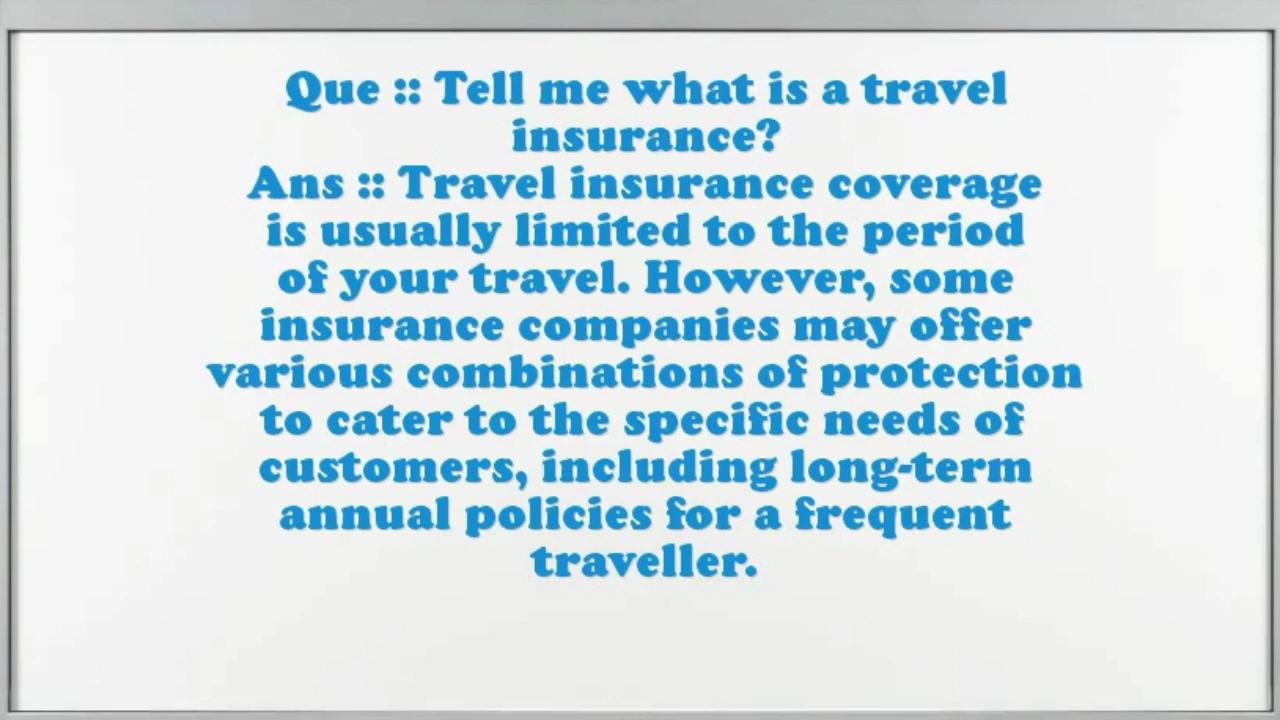 Que :: Tell me what is a travel
insurance?
Ans :: Travel insurance coverage
is usually limited to the period
of your travel. However, some
insurance companies may offer
various combinations of protection
to cater to the specific needs of
customers, including long-term
annual policies for a frequent
traveller.